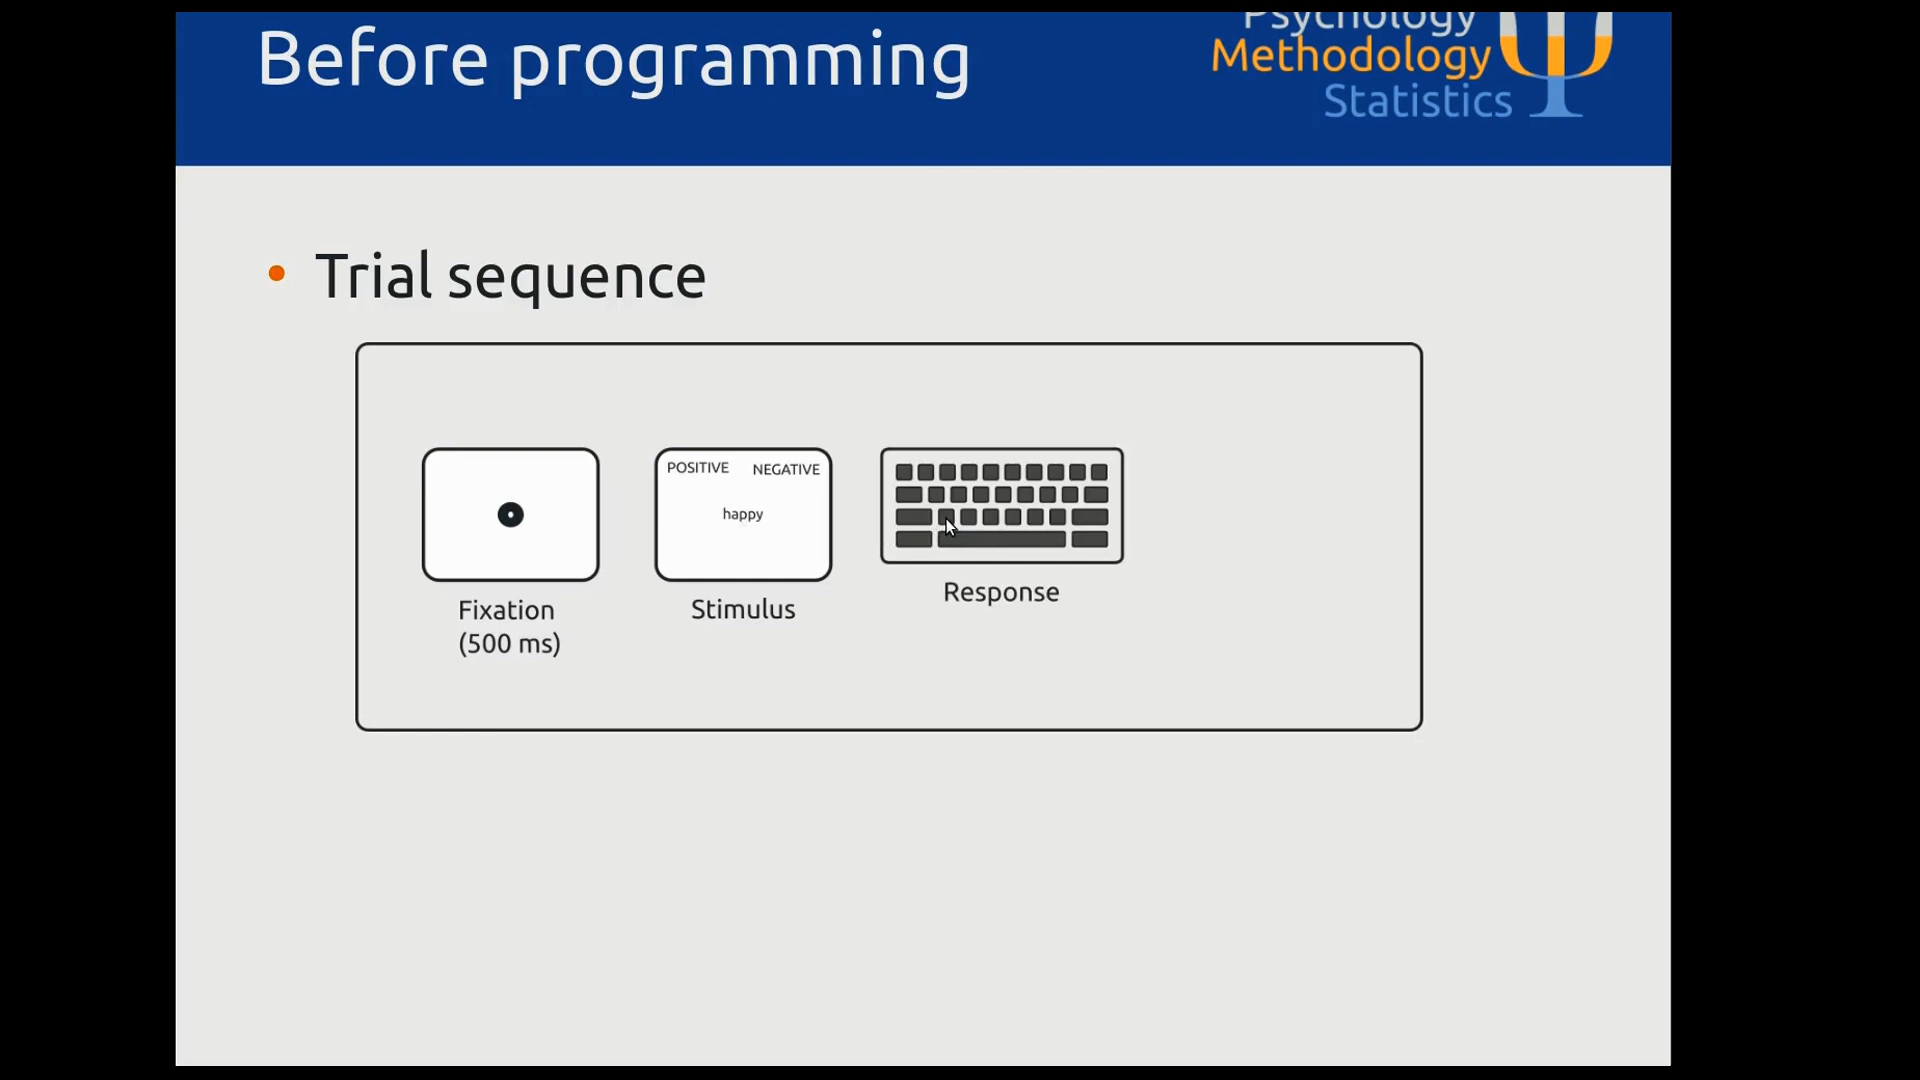 Before programming
Psychology
Methodology
Statistics
• Trial sequence
POSITIVE NEGATIVE
happy
Fixation
(500 ms)
Stimulus
Response